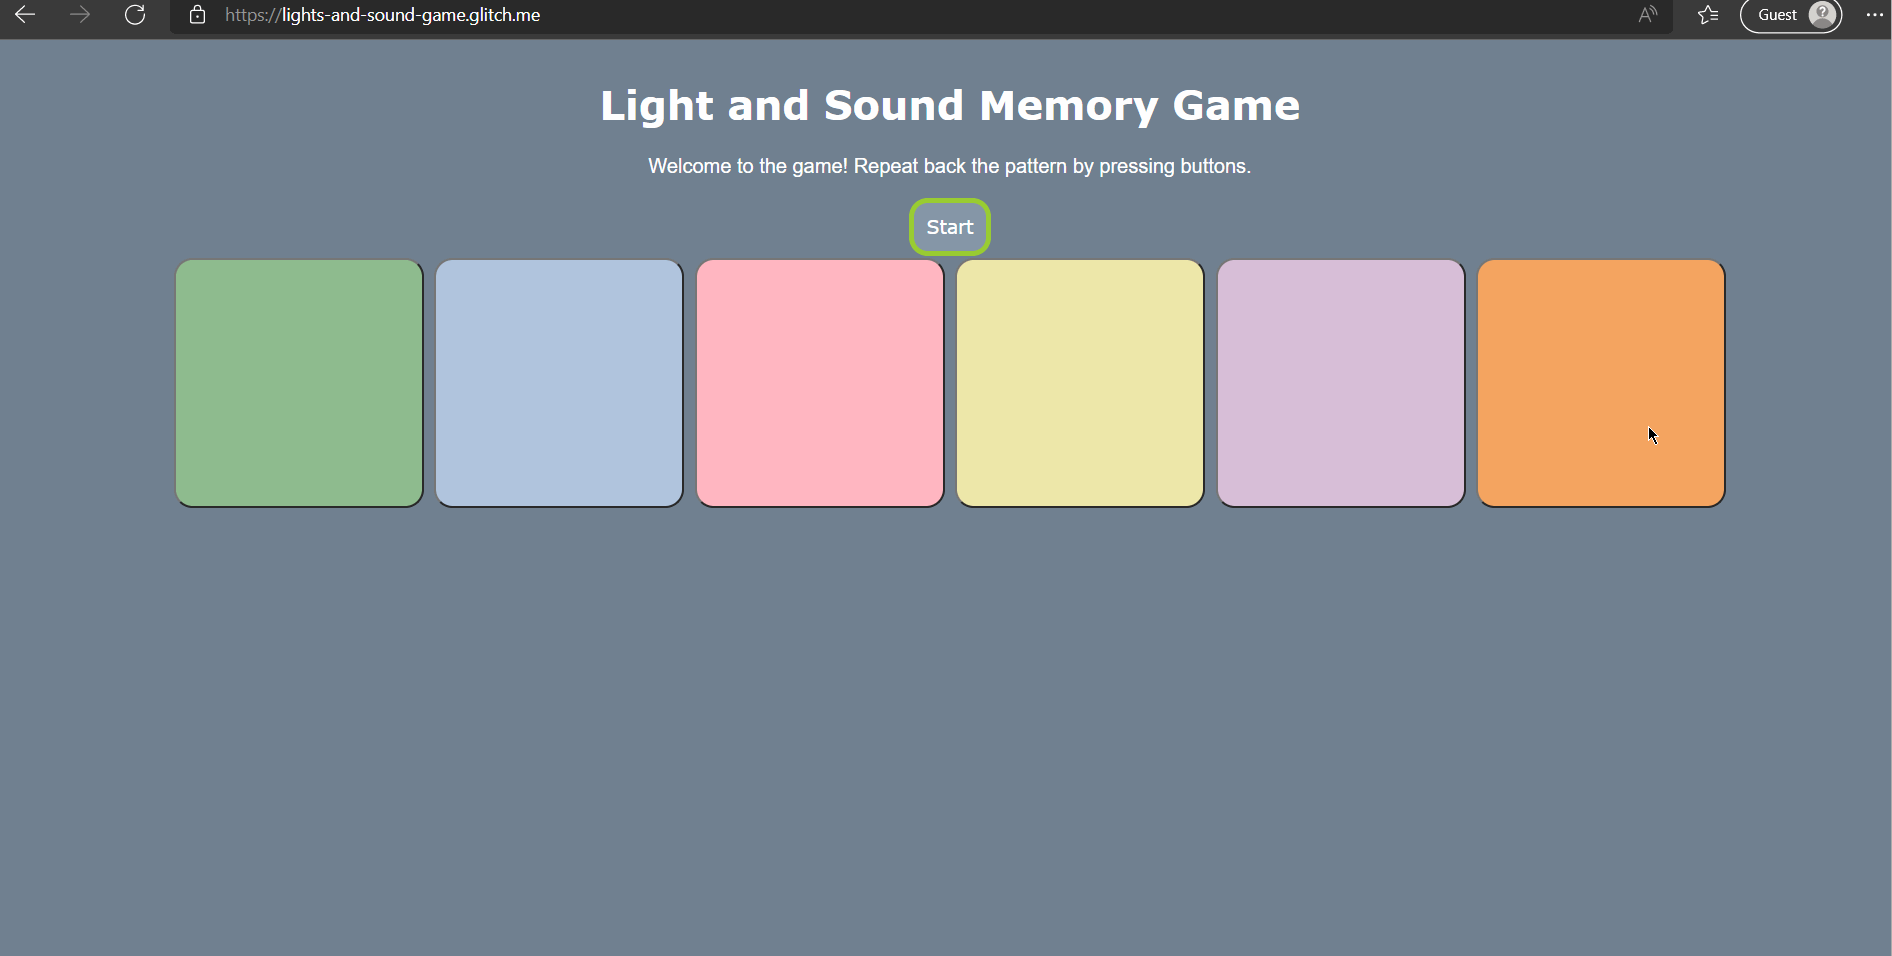 https://lights-and-sound-game.glitch.me
Guest
Light and Sound Memory Game
Welcome to the game! Repeat back the pattern by pressing buttons.
Start